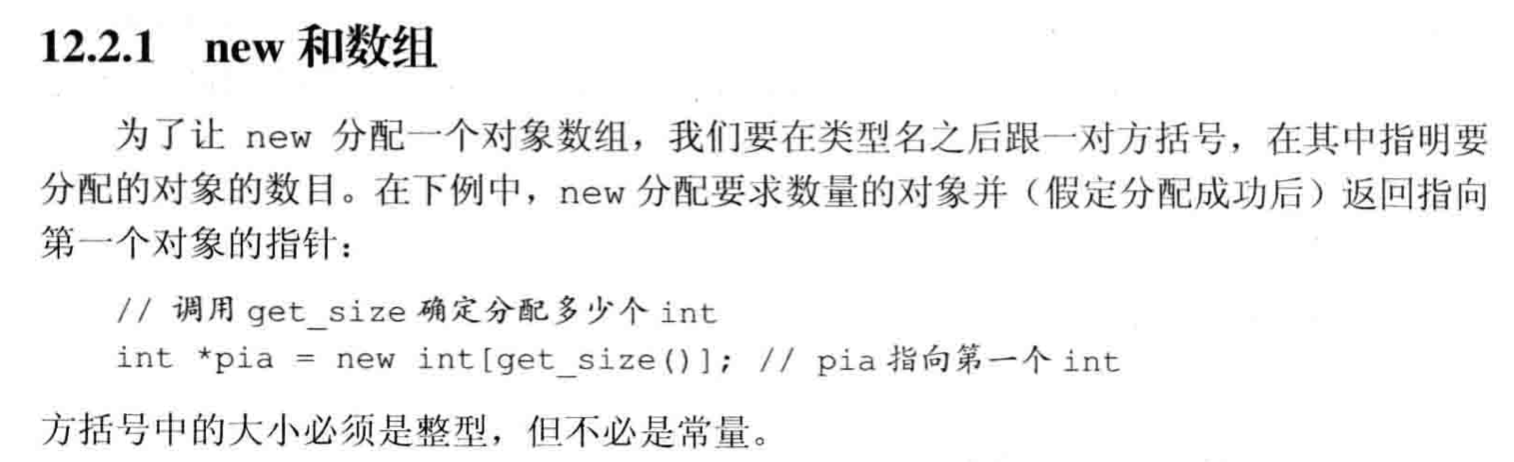 12.2.1 new 和数组
为了让 new 分配一个对象数组，我们要在类型名之后跟一对方括号，在其中指明要
分配的对象的数目。在下例中，new 分配要求数量的对象并（假定分配成功后）返回指向
第一个对象的指针：
// 调用 get_size 确定分配多少个 int
int *pia = new int[get_size()]; // pia 指向第一个 int
方括号中的大小必须是整型，但不必是常量。